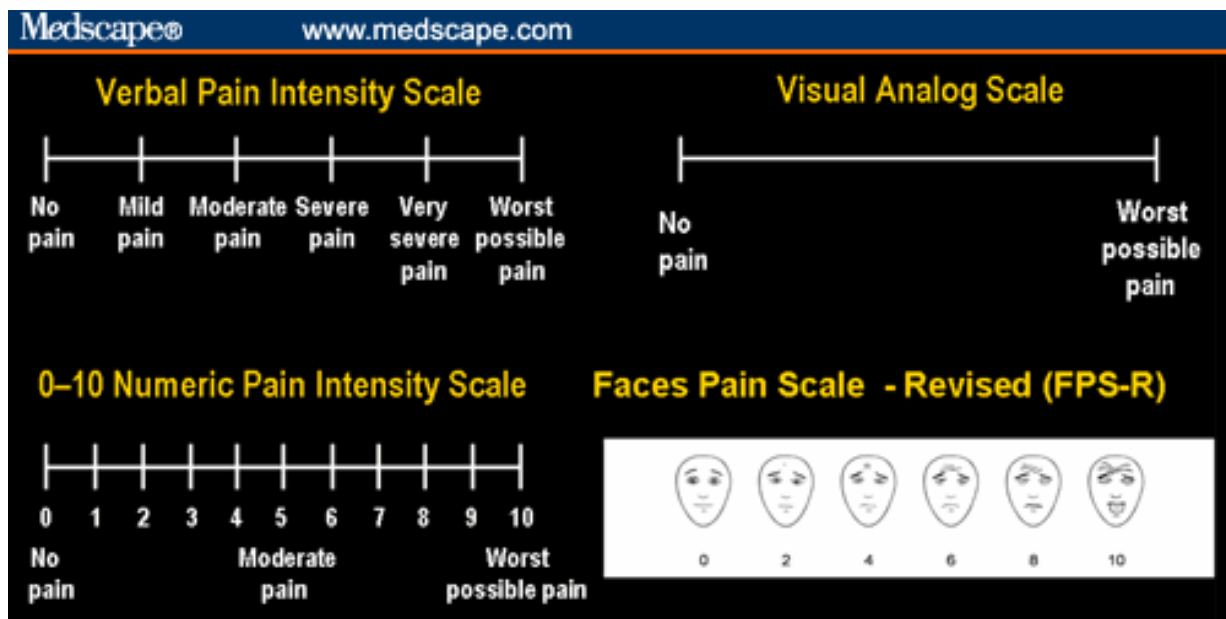 Medscape® www.medscape.com
Verbal Pain Intensity Scale
No Mild Moderate Severe Very Worst
pain pain pain pain severe possible
pain pain
Visual Analog Scale
No Worst
pain possible
pain
0–10 Numeric Pain Intensity Scale
0 1 2 3 4 5 6 7 8 9 10
No Moderate Worst
pain pain possible pain
Faces Pain Scale - Revised (FPS-R)
0 2 4 6 8 10